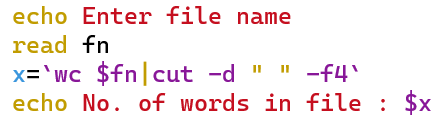 echo Enter file name
read fn
x=`wc $fn|cut -d " " -f4`
echo No. of words in file : $x